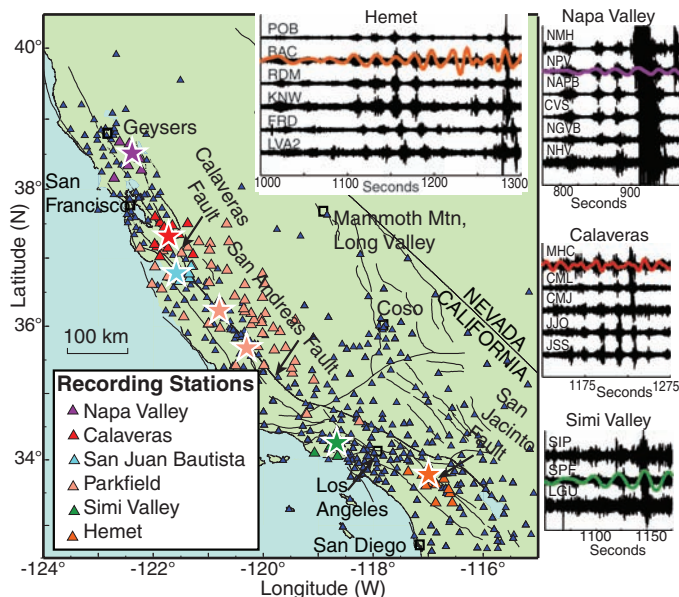 Hemet
POB
RAC
RDM
KNW
FRD
LVA2
1000 1100 1200 1300
Seconds
Napa Valley
NMH
NPV
NAPB
CVS
NGVB
NHV
800 900
Seconds
Calaveras
MHC
CML
CMJ
JJO
JSS
1175 1275
Seconds
Simi Valley
SIP
SPF
LGU
1100 1150
Seconds
40°
38°
36°
34°
Latitude (N)
-124° -122° -120° -118° -116°
Longitude (W)
Geysers
San
Francisco
Calaveras
Fault
San Andreas Fault
Mammoth Mtn,
Long Valley
Coso
NEVADA
CALIFORNIA
San
Jacinto
Fault
Los
Angeles
San Diego
100 km
Recording Stations
Napa Valley
Calaveras
San Juan Bautista
Parkfield
Simi Valley
Hemet